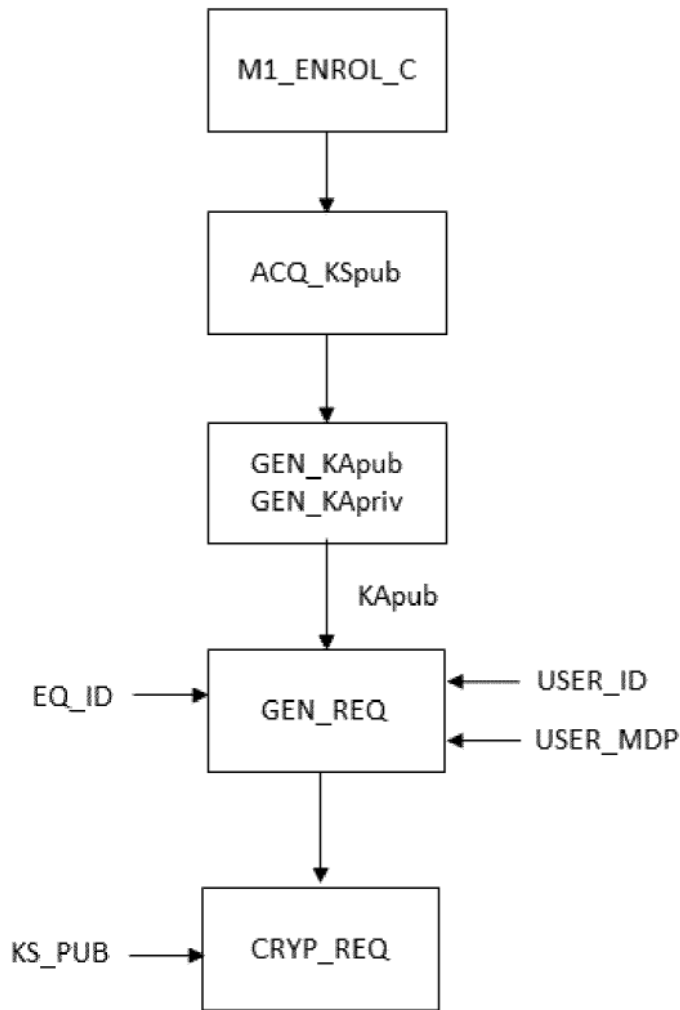 M1_ENROL_C
ACQ_KSpub
GEN_KApub
GEN_KApriv
KApub
EQ_ID
GEN_REQ
USER_ID
USER_MDP
KS_PUB
CRYP_REQ